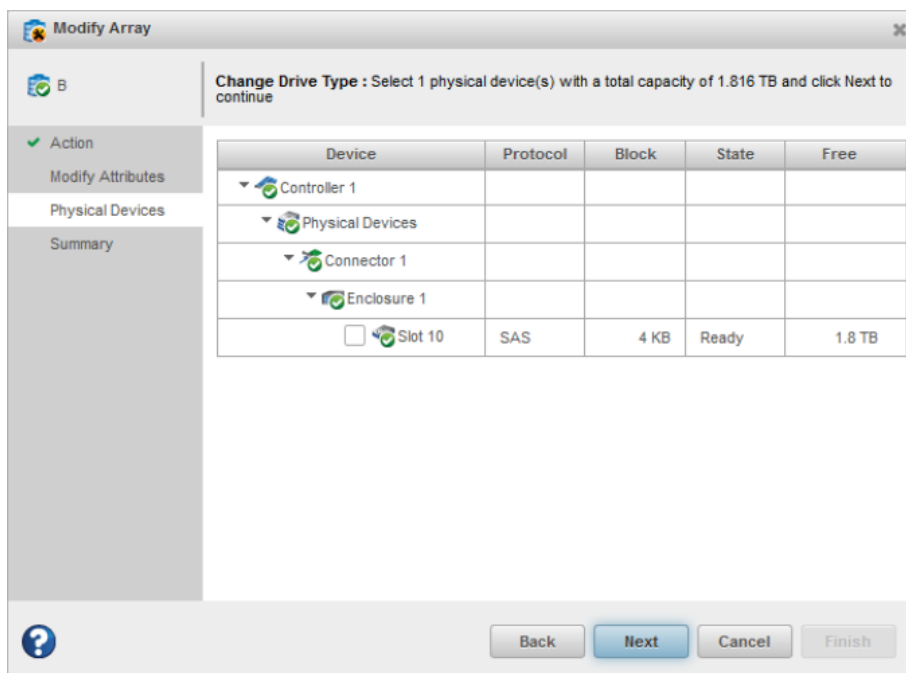 Modify Array
B
Change Drive Type : Select 1 physical device(s) with a total capacity of 1.816 TB and click Next to
continue
Action
Modify Attributes
Physical Devices
Summary
Device Protocol Block State Free
Controller 1
Physical Devices
Connector 1
Enclosure 1
Slot 10 SAS 4 KB Ready 1.8 TB
? Back Next Cancel Finish